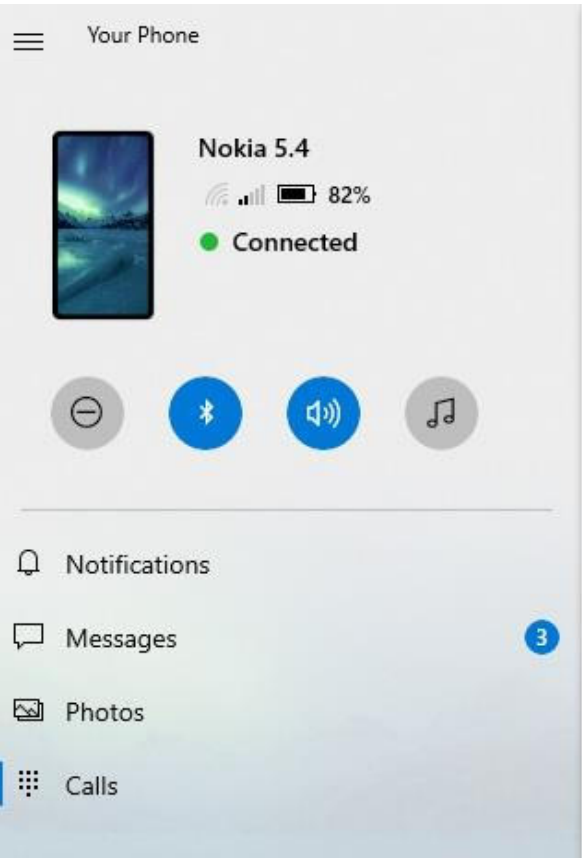 Your Phone
Nokia 5.4
82%
Connected
Notifications
Messages 3
Photos
Calls